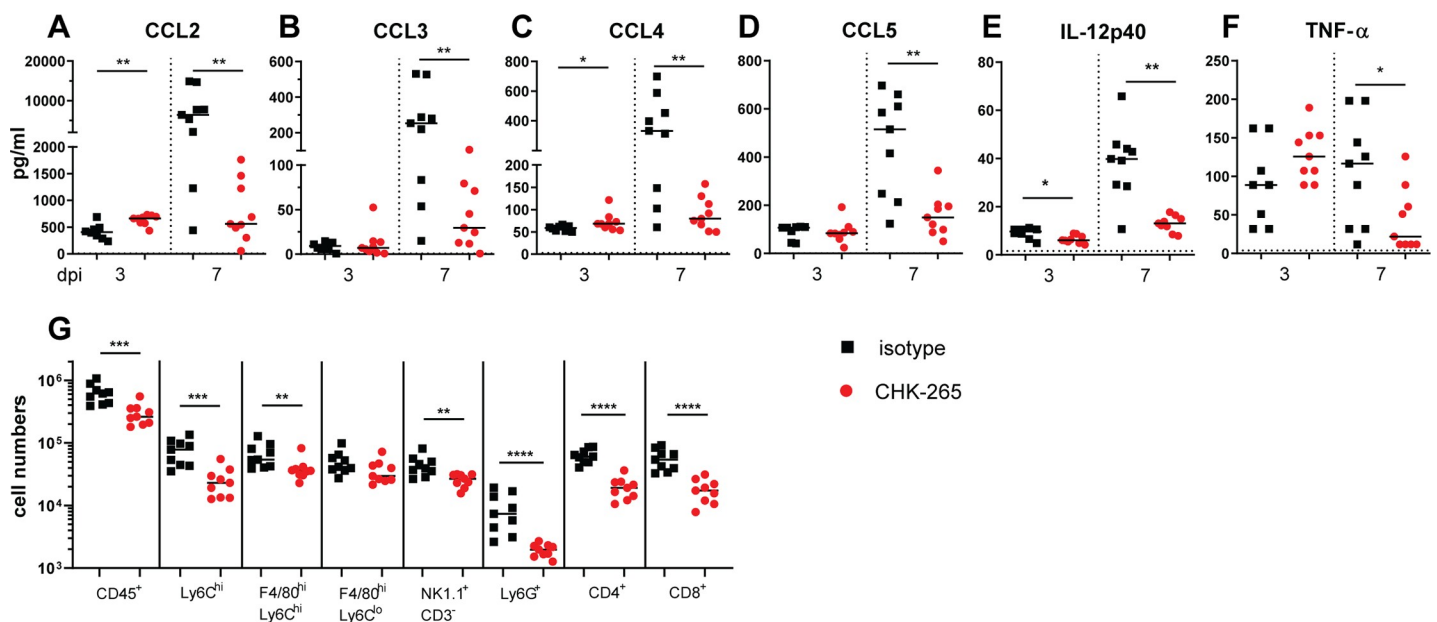 A CCL2
B CCL3
C CCL4
D CCL5
E IL-12p40
F TNF-α
pg/ml
20000
10000
2000
1500
1000
500
0
** **
dpi 3 7
600
400
200
100
50
25
0
**
3 7
800
600
400
200
100
50
0
* **
3 7
600
400
200
0
**
3 7
60
40
20
0
* **
3 7
250
200
150
100
50
0
*
3 7
G
cell numbers
10⁶
10⁵
10⁴
10³
*** *** ** ** **** **** ****
CD45⁺
Ly6Cʰⁱ
F4/80ʰⁱ
Ly6Cʰⁱ
F4/80ʰⁱ
Ly6Cˡᵒ
NK1.1⁺
CD3⁻
Ly6G⁺
CD4⁺
CD8⁺
isotype
CHK-265